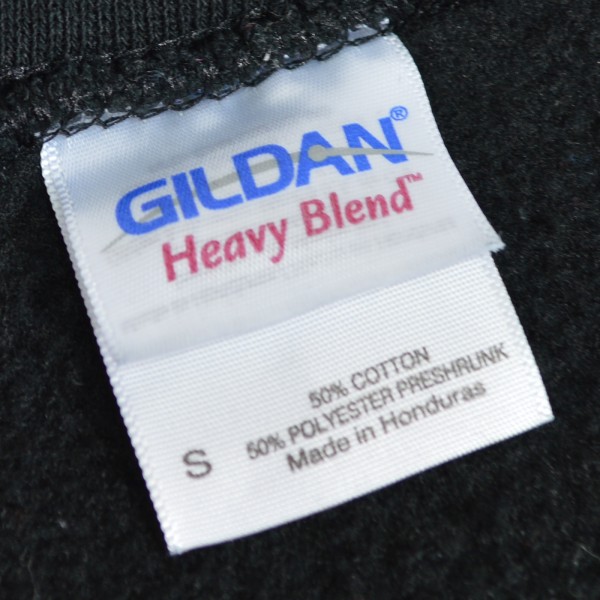 GILDAN®
Heavy Blend™
50% COTTON
50% POLYESTER PRESHRUNK
Made in Honduras
S